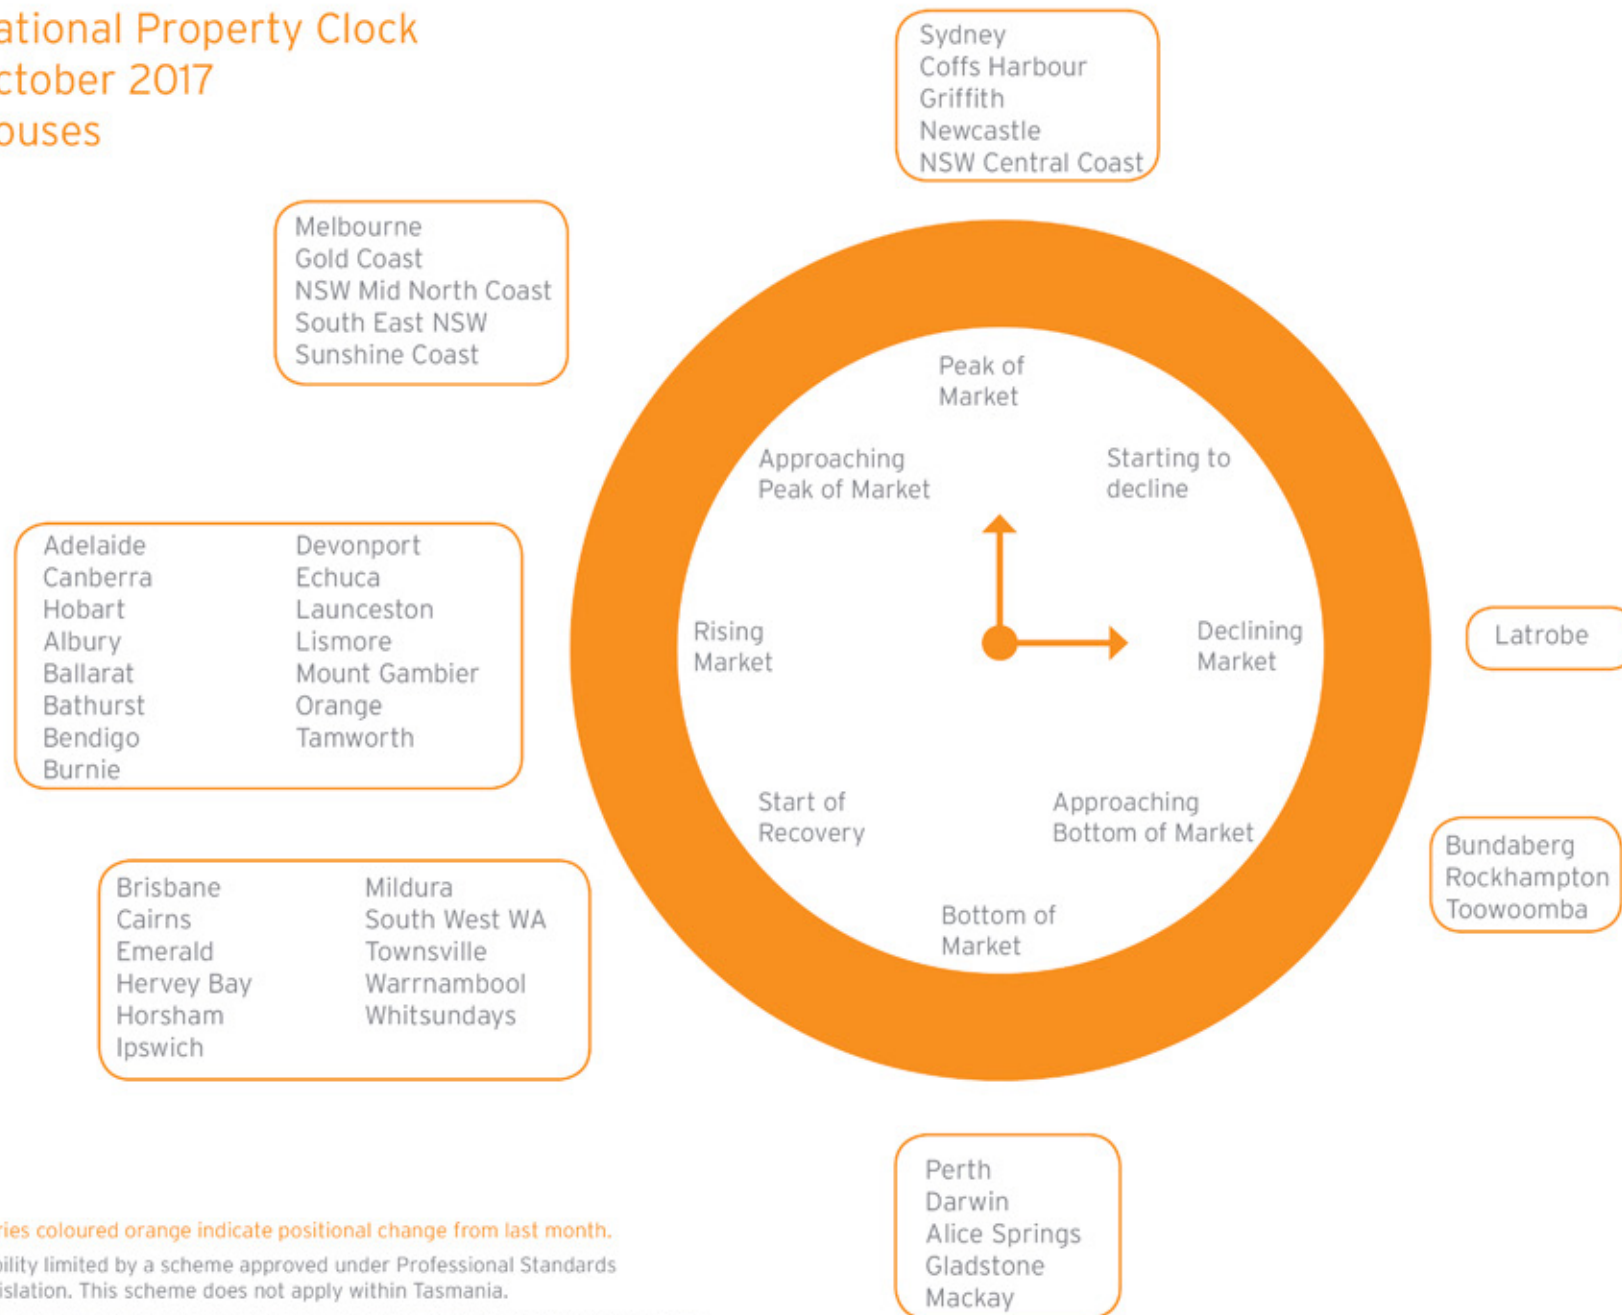 ational Property Clock
ctober 2017
ouses
Sydney
Coffs Harbour
Griffith
Newcastle
NSW Central Coast
Melbourne
Gold Coast
NSW Mid North Coast
South East NSW
Sunshine Coast
Peak of
Market
Approaching
Peak of Market
Starting to
decline
Adelaide
Canberra
Hobart
Albury
Ballarat
Bathurst
Bendigo
Burnie
Devonport
Echuca
Launceston
Lismore
Mount Gambier
Orange
Tamworth
Rising
Market
Declining
Market
Latrobe
Start of
Recovery
Approaching
Bottom of Market
Bundaberg
Rockhampton
Toowoomba
Brisbane
Cairns
Emerald
Hervey Bay
Horsham
Ipswich
Mildura
South West WA
Townsville
Warrnambool
Whitsundays
Bottom of
Market
Perth
Darwin
Alice Springs
Gladstone
Mackay
ries coloured orange indicate positional change from last month.
bility limited by a scheme approved under Professional Standards
islation. This scheme does not apply within Tasmania.